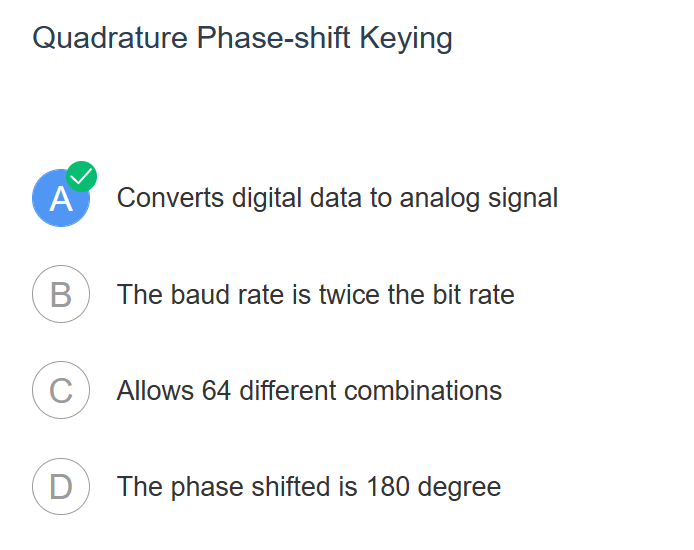 Quadrature Phase-shift Keying
A Converts digital data to analog signal
B The baud rate is twice the bit rate
C Allows 64 different combinations
D The phase shifted is 180 degree